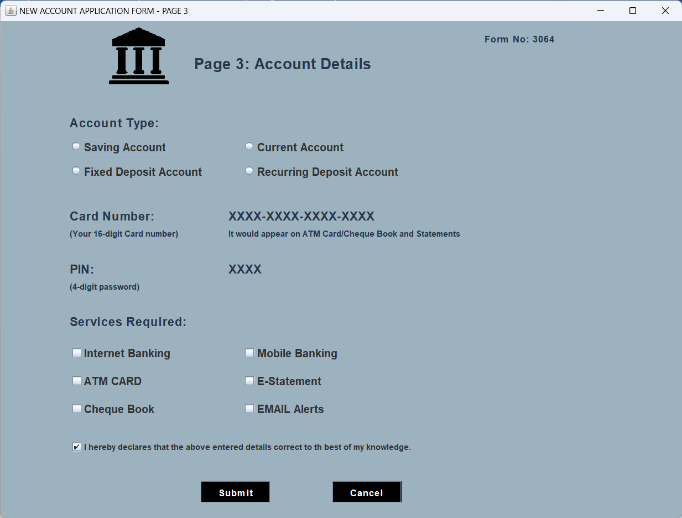 NEW ACCOUNT APPLICATION FORM - PAGE 3
Form No: 3064
Page 3: Account Details
Account Type:
Saving Account Current Account
Fixed Deposit Account Recurring Deposit Account
Card Number: XXXX-XXXX-XXXX-XXXX
(Your 16-digit Card number) It would appear on ATM Card/Cheque Book and Statements
PIN: XXXX
(4-digit password)
Services Required:
Internet Banking Mobile Banking
ATM CARD E-Statement
Cheque Book EMAIL Alerts
I hereby declares that the above entered details correct to th best of my knowledge.
Submit Cancel